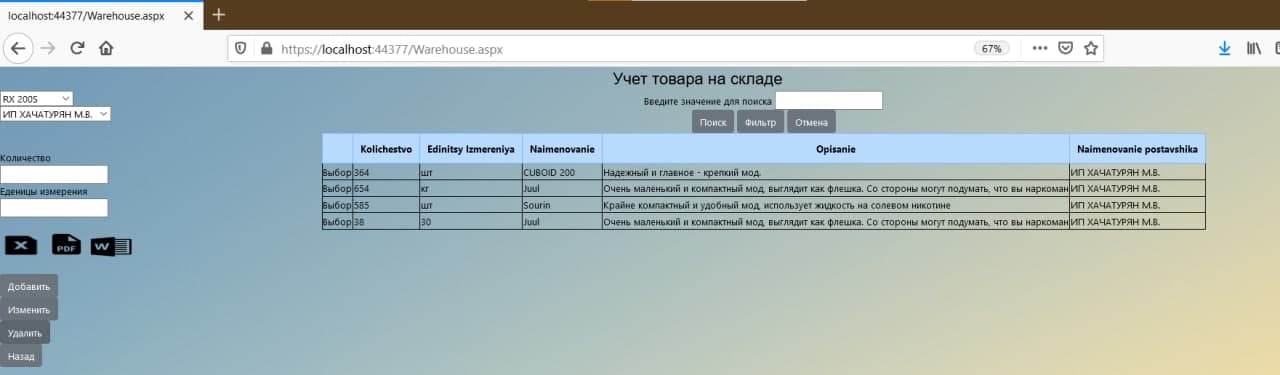 localhost:44377/Warehouse.aspx
https://localhost:44377/Warehouse.aspx 67%
Учет товара на складе
RX 200S
Введите значение для поиска
ИП ХАЧАТУРЯН М.В.
Поиск Фильтр Отмена
Kolichestvo Edinitsy Izmereniya Naimenovanie Opisanie Naimenovanie postavshika
Выбор 364 шт CUBOID 200 Надежный и главное - крепкий мод. ИП ХАЧАТУРЯН М.В.
Выбор 654 кг Juul Очень маленький и компактный мод, выглядит как флешка. Со стороны могут подумать, что вы наркоман ИП ХАЧАТУРЯН М.В.
Выбор 585 шт Sourin Крайне компактный и удобный мод, использует жидкость на солевом никотине ИП ХАЧАТУРЯН М.В.
Выбор 38 30 Juul Очень маленький и компактный мод, выглядит как флешка. Со стороны могут подумать, что вы наркоман ИП ХАЧАТУРЯН М.В.
Количество
Еденицы измерения
X PDF W
Добавить
Изменить
Удалить
Назад